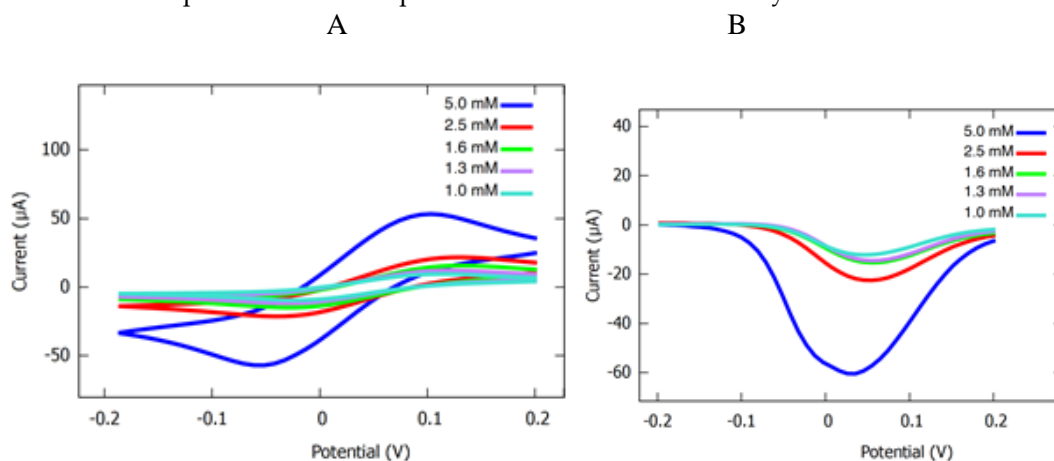 A
B
5.0 mM
2.5 mM
1.6 mM
1.3 mM
1.0 mM
100
50
0
-50
Current (µA)
-0.2
-0.1
0
0.1
0.2
Potential (V)
5.0 mM
2.5 mM
1.6 mM
1.3 mM
1.0 mM
40
20
0
-20
-40
-60
Current (µA)
-0.2
-0.1
0
0.1
0.2
Potential (V)